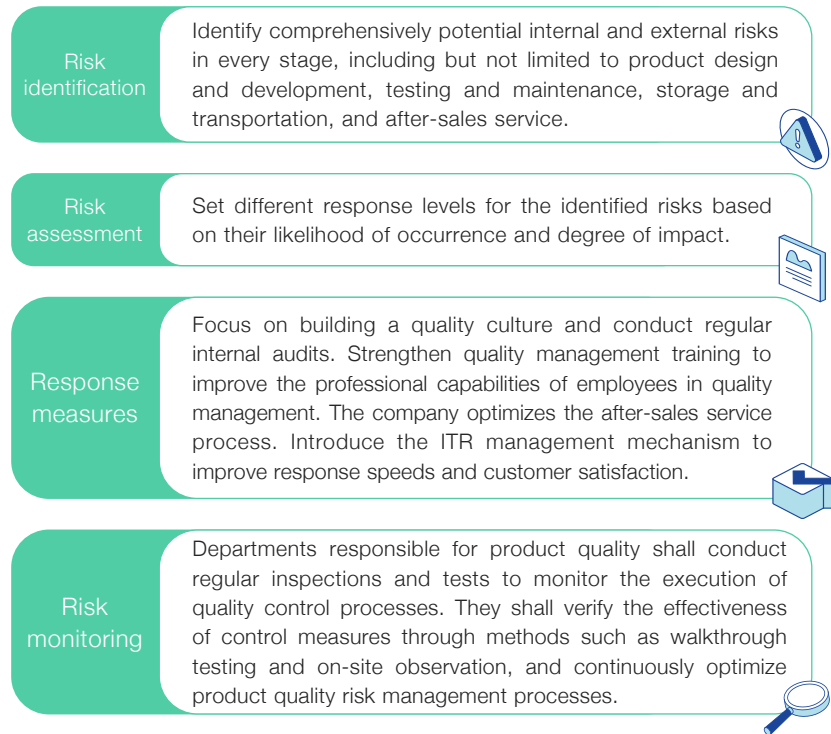 Risk
identification
Identify comprehensively potential internal and external risks
in every stage, including but not limited to product design
and development, testing and maintenance, storage and
transportation, and after-sales service.
Risk
assessment
Set different response levels for the identified risks based
on their likelihood of occurrence and degree of impact.
Response
measures
Focus on building a quality culture and conduct regular
internal audits. Strengthen quality management training to
improve the professional capabilities of employees in quality
management. The company optimizes the after-sales service
process. Introduce the ITR management mechanism to
improve response speeds and customer satisfaction.
Risk
monitoring
Departments responsible for product quality shall conduct
regular inspections and tests to monitor the execution of
quality control processes. They shall verify the effectiveness
of control measures through methods such as walkthrough
testing and on-site observation, and continuously optimize
product quality risk management processes.